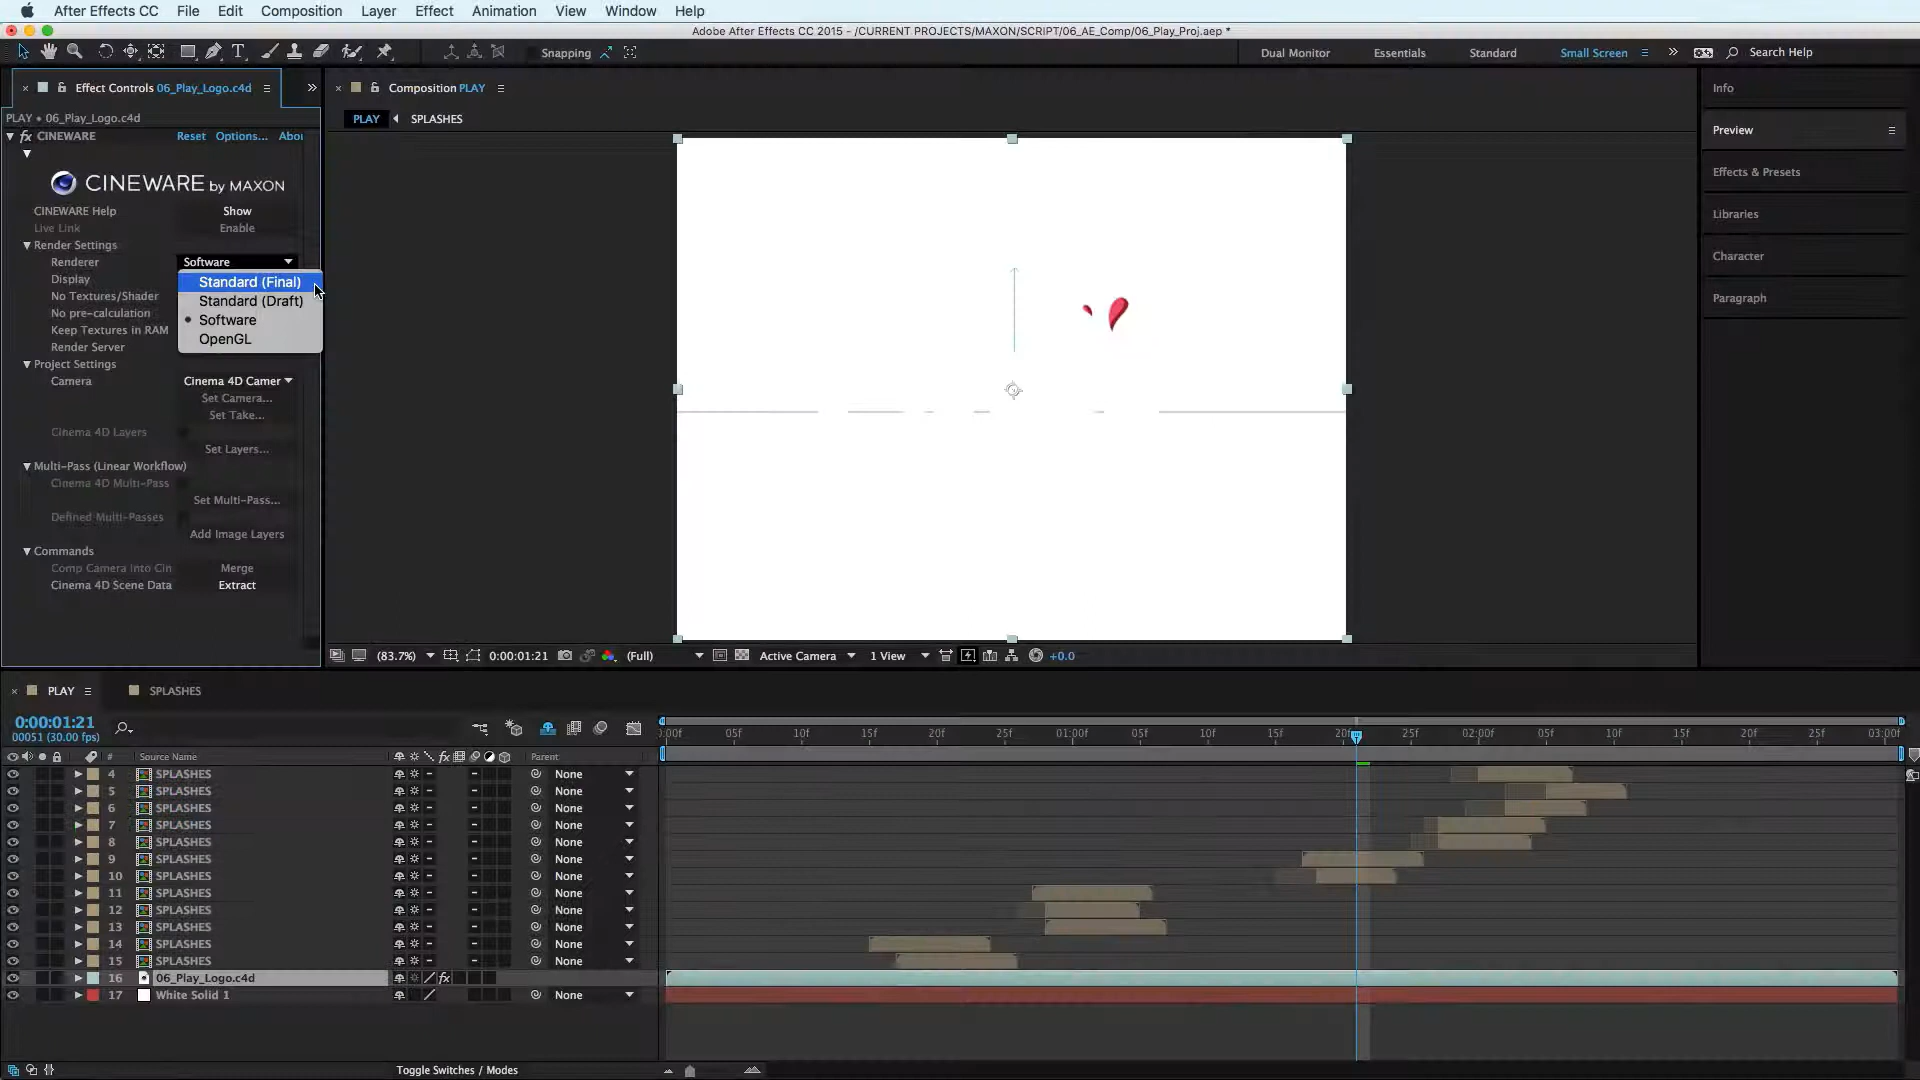 After Effects CC File Edit Composition Layer Effect Animation View Window Help
Adobe After Effects CC 2015 - /CURRENT PROJECTS/MAXON/SCRIPT/06_AE_Comp/06_Play_Proj.aep *
Snapping Dual Monitor Essentials Standard Small Screen Search Help
Effect Controls 06_Play_Logo.c4d
Composition PLAY
PLAY • 06_Play_Logo.c4d
PLAY SPLASHES
fx CINEWARE Reset Options... Abou
CINEWARE by MAXON
CINEWARE Help Show
Live Link Enable
Render Settings
Renderer Software
Display
No Textures/Shader
No pre-calculation
Keep Textures in RAM
Render Server
Standard (Final)
Standard (Draft)
Software
OpenGL
Project Settings
Camera Cinema 4D Camer
Set Camera...
Set Take...
Cinema 4D Layers
Set Layers...
Multi-Pass (Linear Workflow)
Cinema 4D Multi-Pass
Set Multi-Pass...
Defined Multi-Passes
Add Image Layers
Commands
Comp Camera Into Cin Merge
Cinema 4D Scene Data Extract
Info
Preview
Effects & Presets
Libraries
Character
Paragraph
(83.7%) 0:00:01:21 (Full) Active Camera 1 View +0.0
PLAY SPLASHES
0:00:01:21
00051 (30.00 fps)
:00f 05f 10f 15f 20f 25f 01:00f 05f 10f 15f 20f 25f 02:00f 05f 10f 15f 20f 25f 03:00f
# Source Name fx Parent
4 SPLASHES None
5 SPLASHES None
6 SPLASHES None
7 SPLASHES None
8 SPLASHES None
9 SPLASHES None
10 SPLASHES None
11 SPLASHES None
12 SPLASHES None
13 SPLASHES None
14 SPLASHES None
15 SPLASHES None
16 06_Play_Logo.c4d fx
17 White Solid 1 None
Toggle Switches / Modes